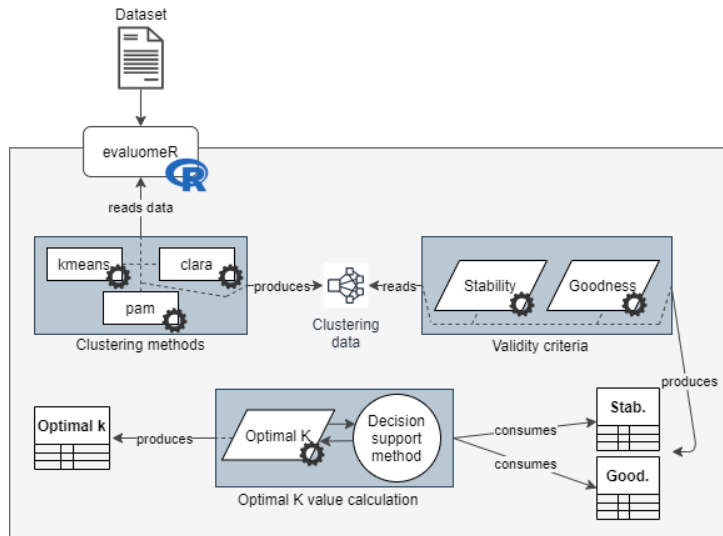 Dataset
evaluomeR
R
reads data
kmeans
clara
pam
Clustering methods
produces
Clustering
data
reads
Stability
Goodness
Validity criteria
produces
Optimal k
produces
Optimal K
Decision
support
method
Optimal K value calculation
consumes
consumes
Stab.
Good.